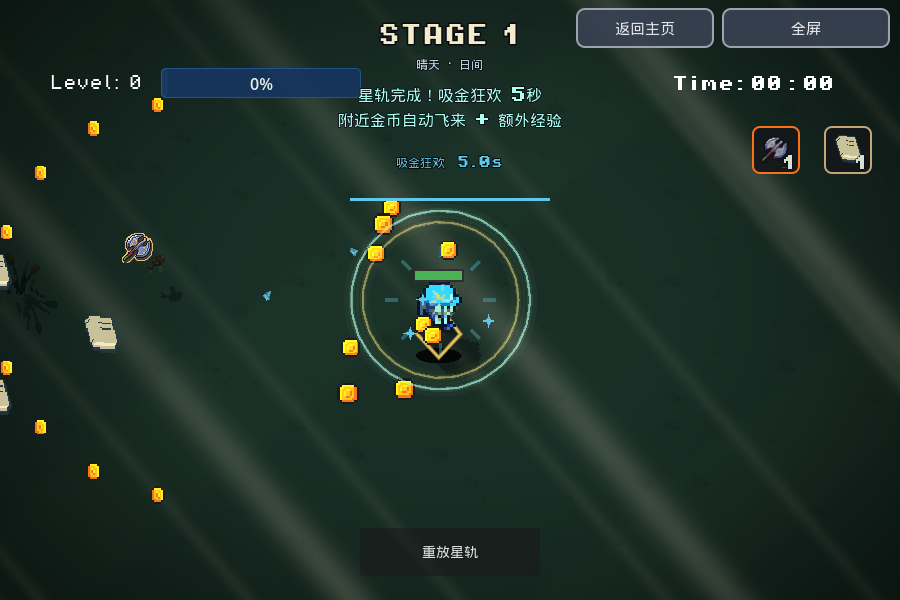 STAGE 1
返回主页
全屏
晴天 · 日间
Level: 0
0%
Time:00:00
星轨完成！吸金狂欢 5秒
附近金币自动飞来 + 额外经验
吸金狂欢 5.0s
1
1
重放星轨